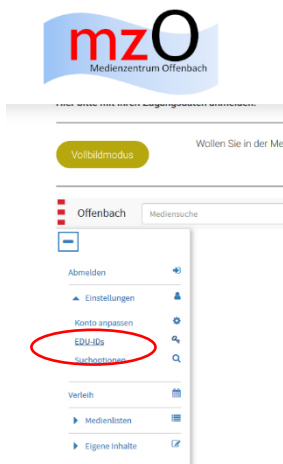 mzO
Medienzentrum Offenbach
Hier bitte mit Ihren Zugangsdaten anmelden.
Vollbildmodus
Wollen Sie in der Me
Offenbach
Mediensuche
Abmelden
Einstellungen
Konto anpassen
EDU-IDs
Suchoptionen
Verleih
Medienlisten
Eigene Inhalte